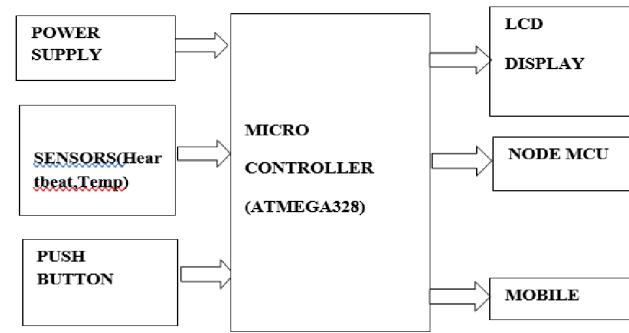 POWER
SUPPLY
SENSORS(Hear
tbeat,Temp)
PUSH
BUTTON
MICRO
CONTROLLER
(ATMEGA328)
LCD
DISPLAY
NODE MCU
MOBILE